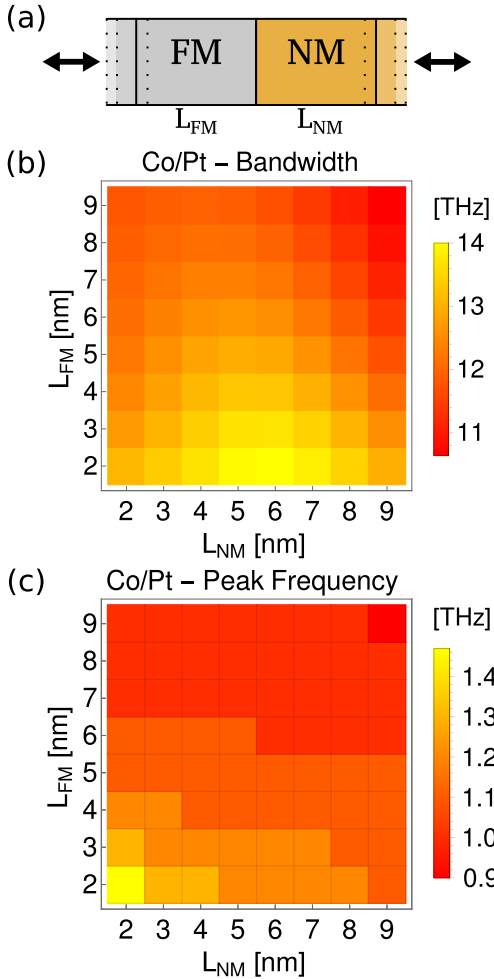 (a)
FM NM
L_FM L_NM
(b) Co/Pt − Bandwidth
[THz]
14
13
12
11
L_FM [nm]
9
8
7
6
5
4
3
2
2 3 4 5 6 7 8 9
L_NM [nm]
(c) Co/Pt − Peak Frequency
[THz]
1.4
1.3
1.2
1.1
1.0
0.9
L_FM [nm]
9
8
7
6
5
4
3
2
2 3 4 5 6 7 8 9
L_NM [nm]